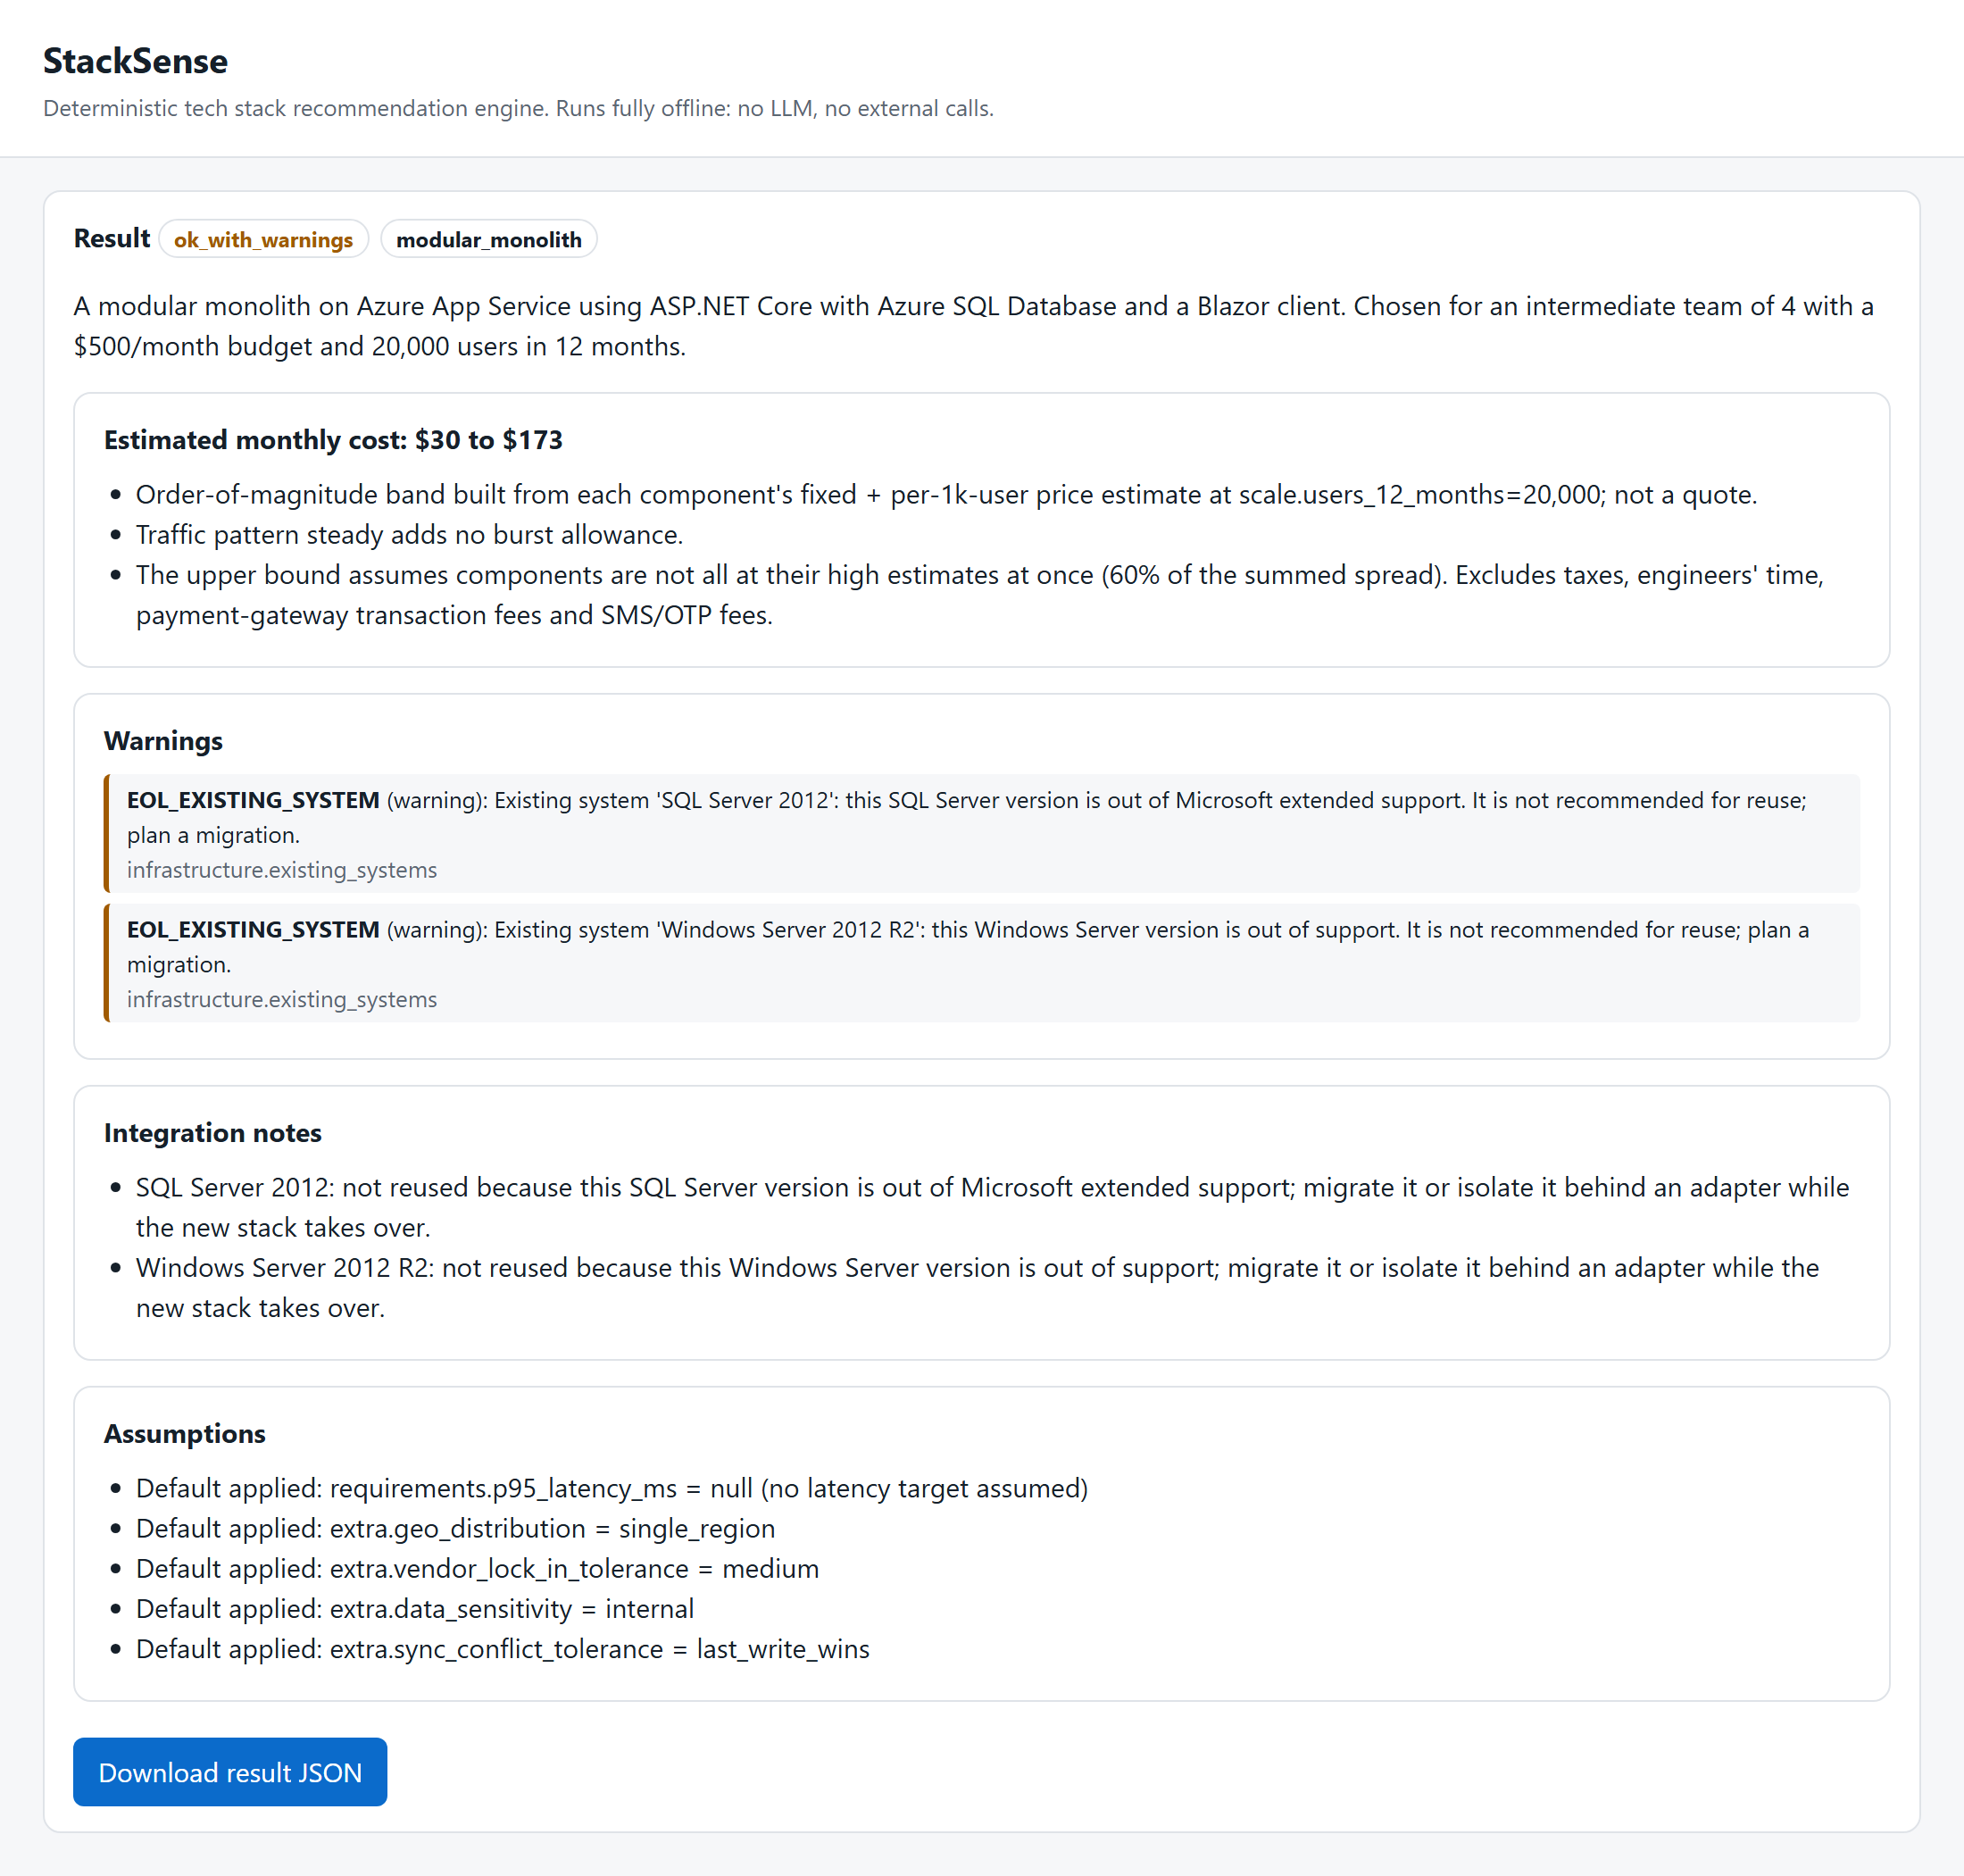 StackSense
Deterministic tech stack recommendation engine. Runs fully offline: no LLM, no external calls.
Result ok_with_warnings modular_monolith
A modular monolith on Azure App Service using ASP.NET Core with Azure SQL Database and a Blazor client. Chosen for an intermediate team of 4 with a
$500/month budget and 20,000 users in 12 months.
Estimated monthly cost: $30 to $173
• Order-of-magnitude band built from each component's fixed + per-1k-user price estimate at scale.users_12_months=20,000; not a quote.
• Traffic pattern steady adds no burst allowance.
• The upper bound assumes components are not all at their high estimates at once (60% of the summed spread). Excludes taxes, engineers' time,
payment-gateway transaction fees and SMS/OTP fees.
Warnings
EOL_EXISTING_SYSTEM (warning): Existing system 'SQL Server 2012': this SQL Server version is out of Microsoft extended support. It is not recommended for reuse;
plan a migration.
infrastructure.existing_systems
EOL_EXISTING_SYSTEM (warning): Existing system 'Windows Server 2012 R2': this Windows Server version is out of support. It is not recommended for reuse; plan a
migration.
infrastructure.existing_systems
Integration notes
• SQL Server 2012: not reused because this SQL Server version is out of Microsoft extended support; migrate it or isolate it behind an adapter while
the new stack takes over.
• Windows Server 2012 R2: not reused because this Windows Server version is out of support; migrate it or isolate it behind an adapter while the
new stack takes over.
Assumptions
• Default applied: requirements.p95_latency_ms = null (no latency target assumed)
• Default applied: extra.geo_distribution = single_region
• Default applied: extra.vendor_lock_in_tolerance = medium
• Default applied: extra.data_sensitivity = internal
• Default applied: extra.sync_conflict_tolerance = last_write_wins
Download result JSON